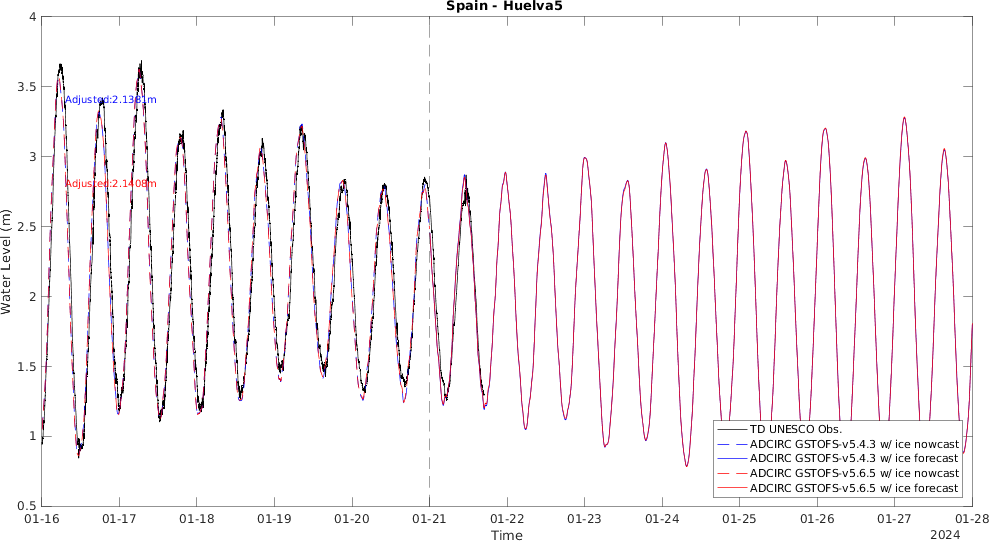 Spain - Huelva5
4
3.5
3
2.5
2
1.5
1
0.5
Water Level (m)
Adjusted:2.1381m
Adjusted:2.1408m
TD UNESCO Obs.
ADCIRC GSTOFS-v5.4.3 w/ ice nowcast
ADCIRC GSTOFS-v5.4.3 w/ ice forecast
ADCIRC GSTOFS-v5.6.5 w/ ice nowcast
ADCIRC GSTOFS-v5.6.5 w/ ice forecast
01-16 01-17 01-18 01-19 01-20 01-21 01-22 01-23 01-24 01-25 01-26 01-27 01-28
Time
2024